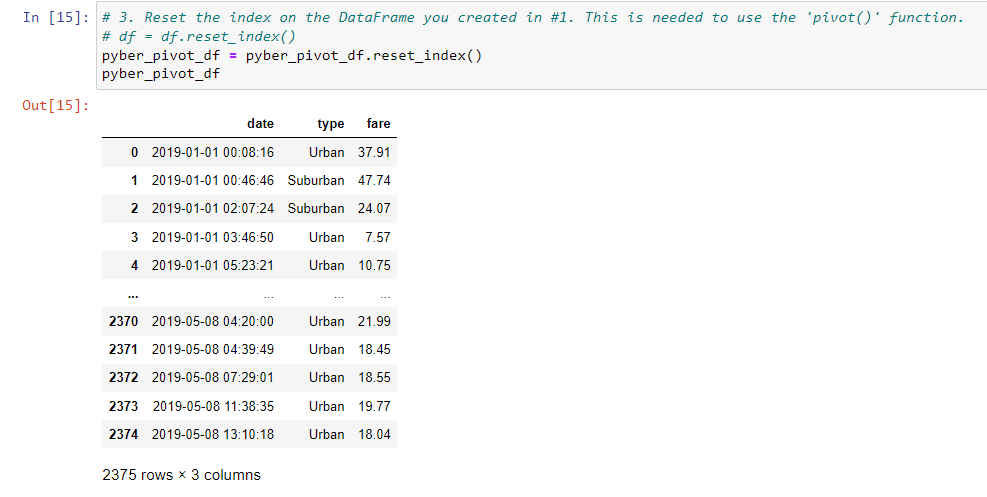 In [15]: # 3. Reset the index on the DataFrame you created in #1. This is needed to use the 'pivot()' function.
# df = df.reset_index()
pyber_pivot_df = pyber_pivot_df.reset_index()
pyber_pivot_df
Out[15]:
date type fare
0 2019-01-01 00:08:16 Urban 37.91
1 2019-01-01 00:46:46 Suburban 47.74
2 2019-01-01 02:07:24 Suburban 24.07
3 2019-01-01 03:46:50 Urban 7.57
4 2019-01-01 05:23:21 Urban 10.75
... ... ... ...
2370 2019-05-08 04:20:00 Urban 21.99
2371 2019-05-08 04:39:49 Urban 18.45
2372 2019-05-08 07:29:01 Urban 18.55
2373 2019-05-08 11:38:35 Urban 19.77
2374 2019-05-08 13:10:18 Urban 18.04
2375 rows × 3 columns